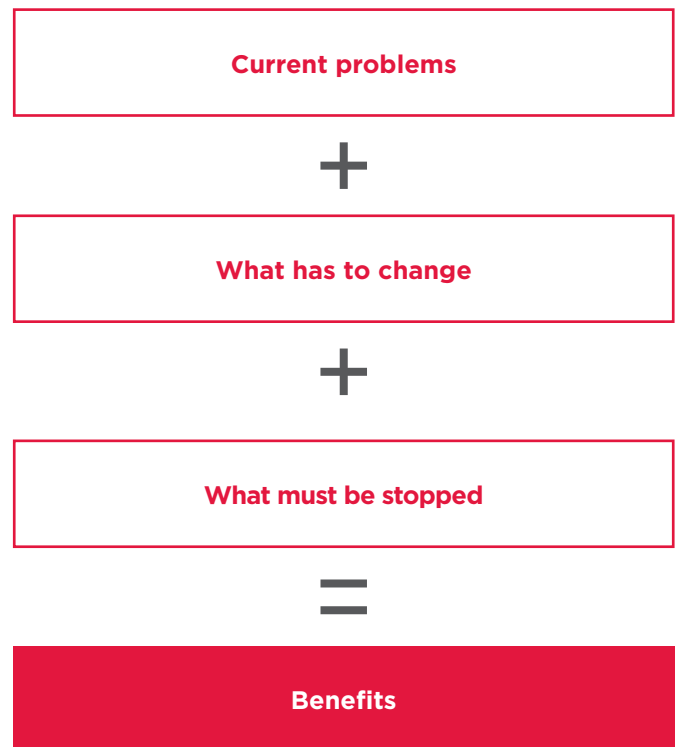 Current problems
+
What has to change
+
What must be stopped
=
Benefits